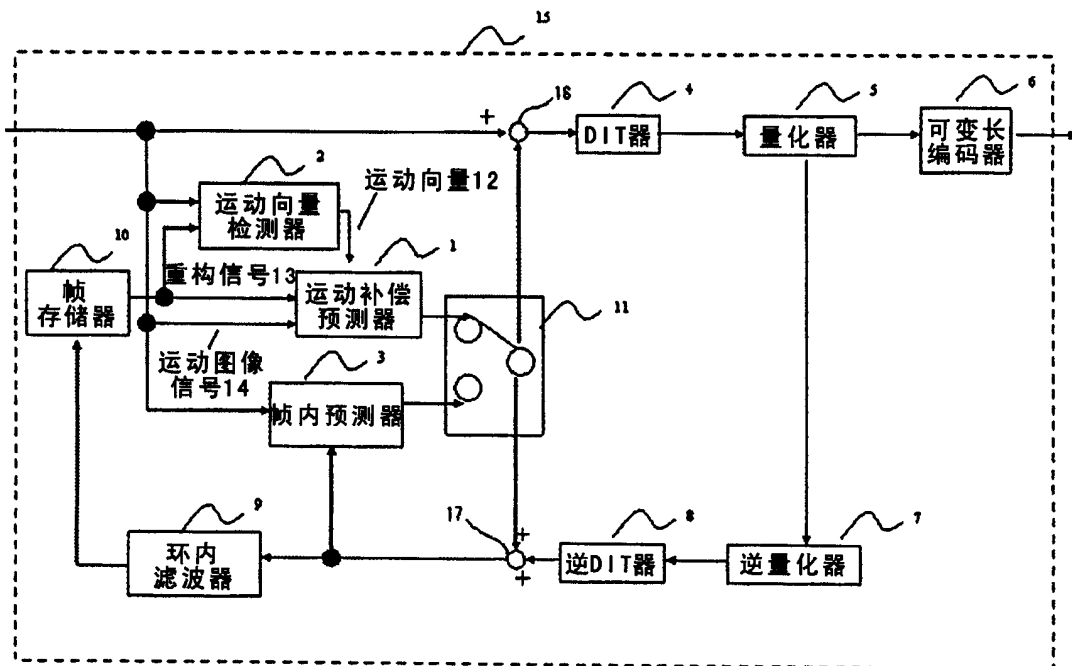 15
+
18
4
DIT器
5
量化器
6
可变长
编码器
2
运动向量
检测器
运动向量12
10
帧
存储器
重构信号13
1
运动补偿
预测器
11
运动图像
信号14
3
帧内预测器
9
环内
滤波器
17
+
+
8
逆DIT器
7
逆量化器